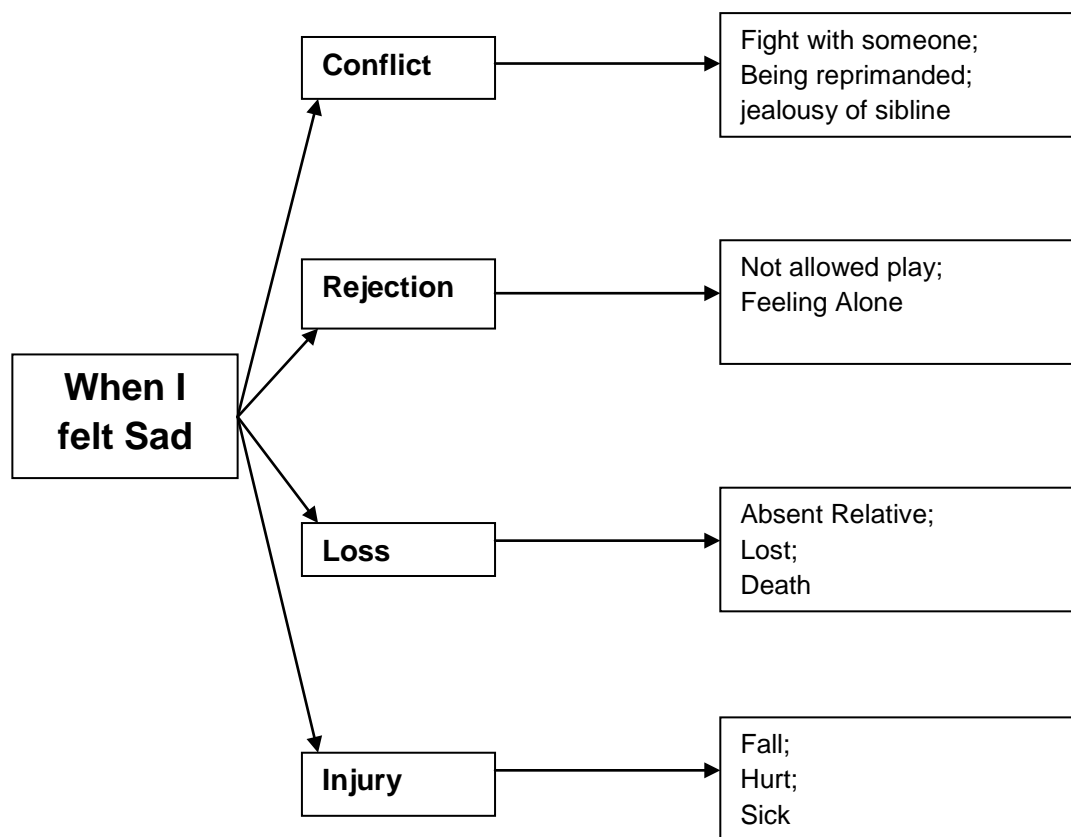 When I
felt Sad
Conflict
Fight with someone;
Being reprimanded;
jealousy of sibline
Rejection
Not allowed play;
Feeling Alone
Loss
Absent Relative;
Lost;
Death
Injury
Fall;
Hurt;
Sick